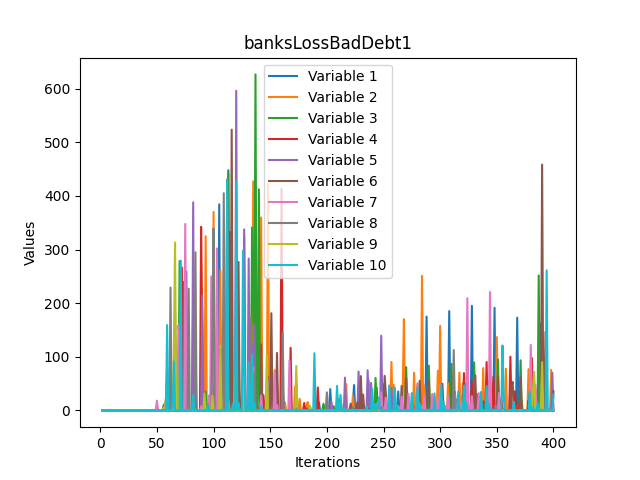 banksLossBadDebt1
Variable 1
Variable 2
Variable 3
Variable 4
Variable 5
Variable 6
Variable 7
Variable 8
Variable 9
Variable 10
Values
600
500
400
300
200
100
0
0 50 100 150 200 250 300 350 400
Iterations